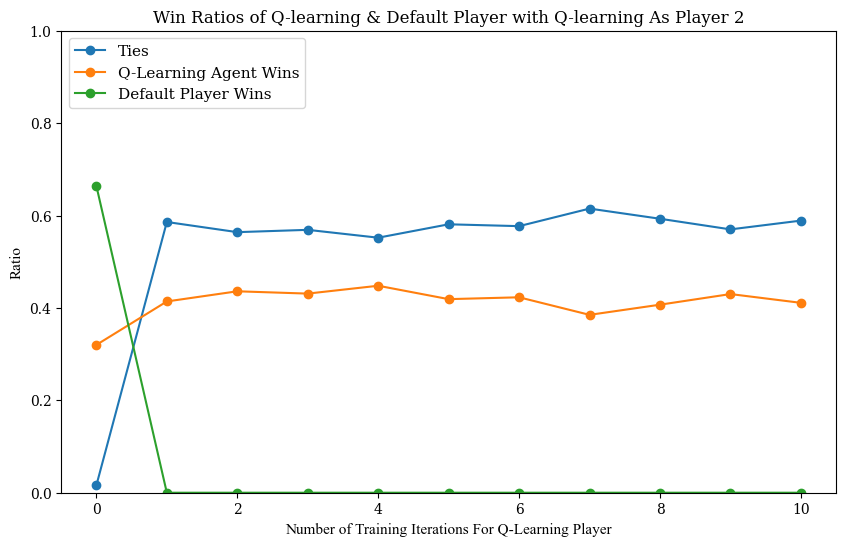 Win Ratios of Q-learning & Default Player with Q-learning As Player 2
1.0
Ties
Q-Learning Agent Wins
Default Player Wins
0.8
0.6
Ratio
0.4
0.2
0.0
0 2 4 6 8 10
Number of Training Iterations For Q-Learning Player